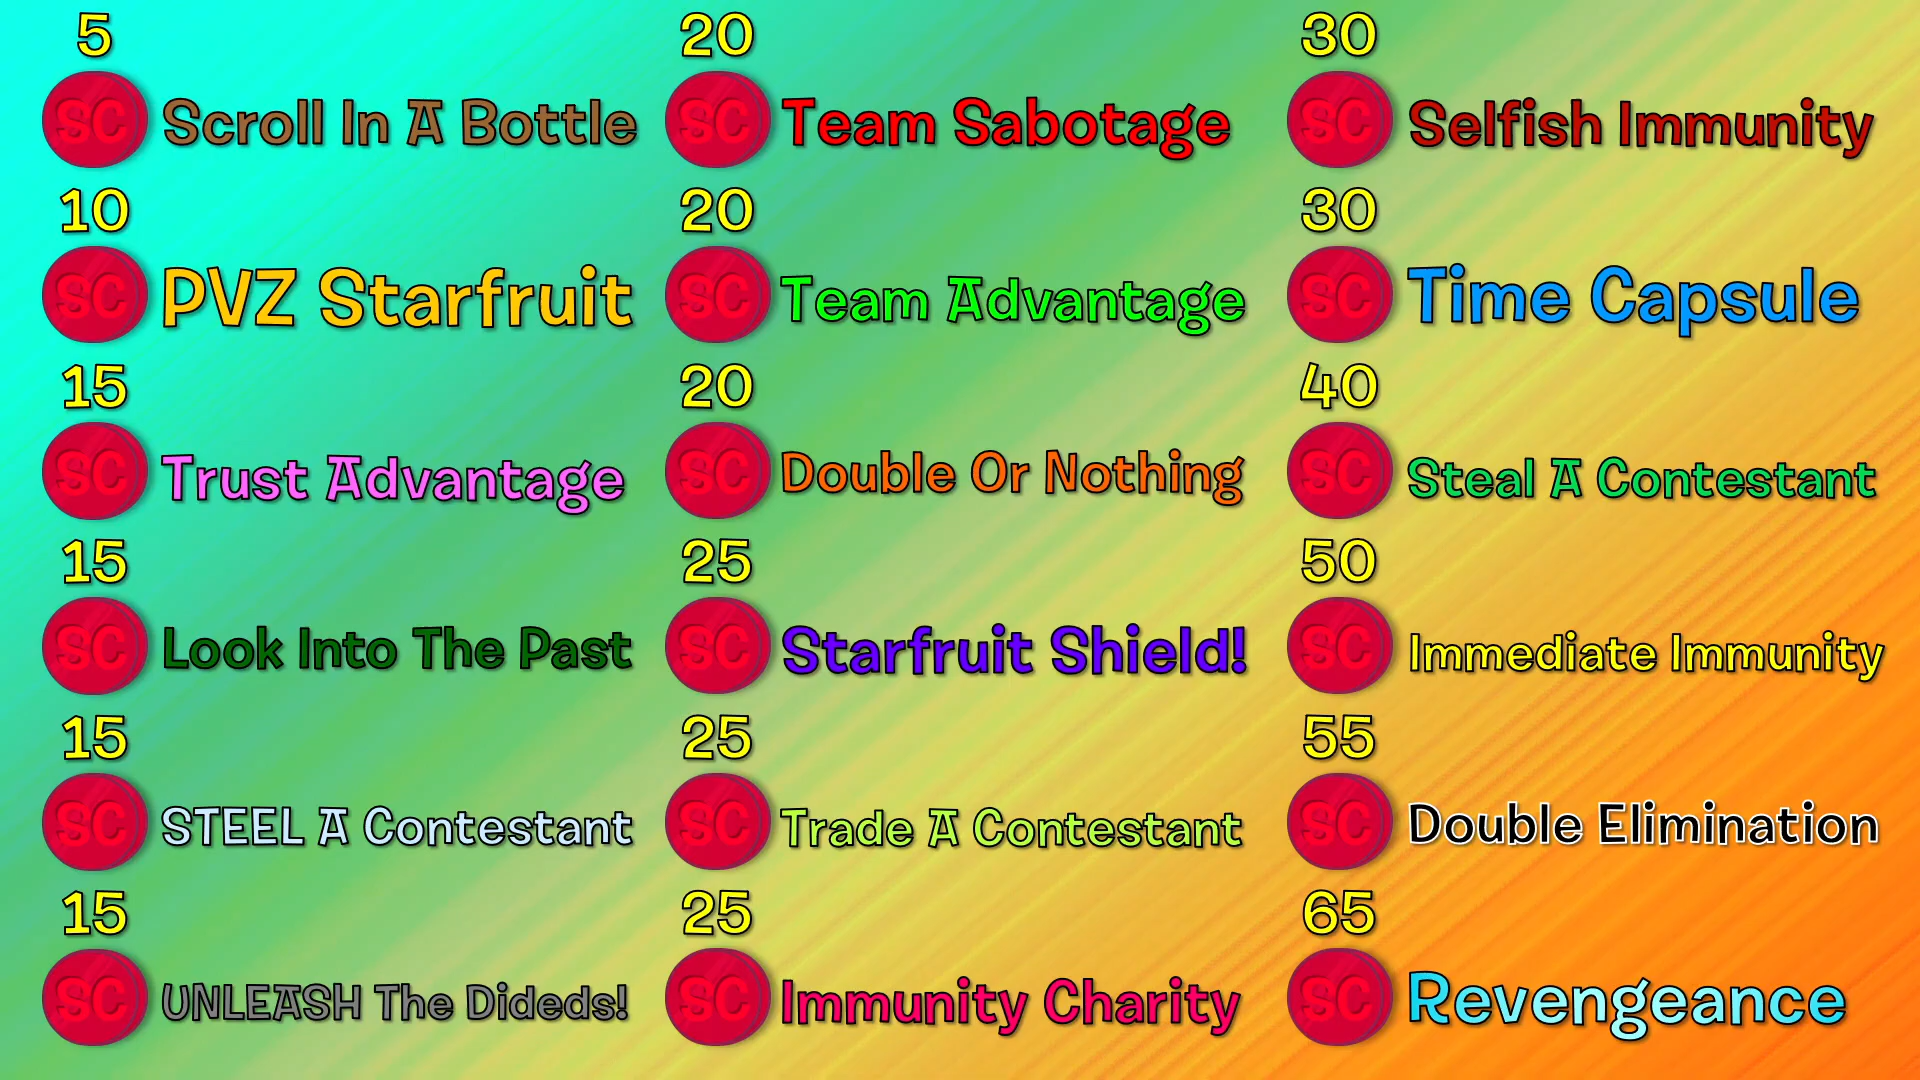 5
SC Scroll In A Bottle
10
SC PVZ Starfruit
15
SC Trust Advantage
15
SC Look Into The Past
15
SC STEEL A Contestant
15
SC UNLEASH The Dideds!
20
SC Team Sabotage
20
SC Team Advantage
20
SC Double Or Nothing
25
SC Starfruit Shield!
25
SC Trade A Contestant
25
SC Immunity Charity
30
SC Selfish Immunity
30
SC Time Capsule
40
SC Steal A Contestant
50
SC Immediate Immunity
55
SC Double Elimination
65
SC Revengeance